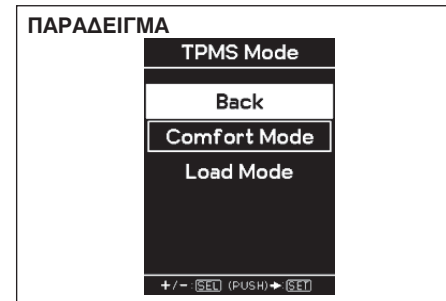 ΠΑΡΑΔΕΙΓΜΑ
TPMS Mode
Back
Comfort Mode
Load Mode
+/-:SEL (PUSH)➔:SET